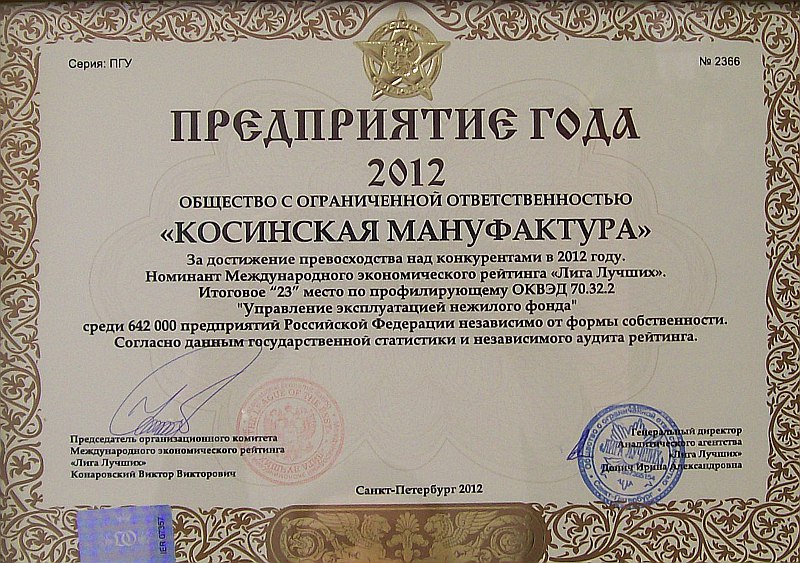 Серия: ПГУ
№ 2366
ПРЕДПРИЯТИЕ ГОДА
2012
ОБЩЕСТВО С ОГРАНИЧЕННОЙ ОТВЕТСТВЕННОСТЬЮ
«КОСИНСКАЯ МАНУФАКТУРА»
За достижение превосходства над конкурентами в 2012 году.
Номинант Международного экономического рейтинга «Лига Лучших».
Итоговое “23” место по профилирующему ОКВЭД 70.32.2
"Управление эксплуатацией нежилого фонда"
среди 642 000 предприятий Российской Федерации независимо от формы собственности.
Согласно данным государственной статистики и независимого аудита рейтинга.
Председатель организационного комитета
Международного экономического рейтинга
«Лига Лучших»
Конаровский Виктор Викторович
Генеральный директор
Аналитического агентства
«Лига Лучших»
Ирина Александровна
ЛИГА ЛУЧШИХ
Санкт-Петербург
Санкт-Петербург 2012